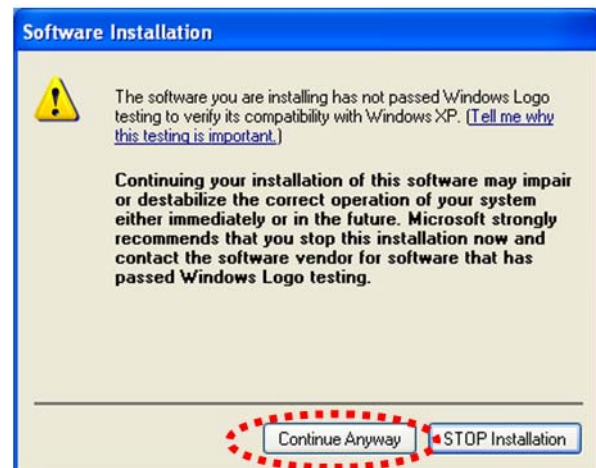 Software Installation
The software you are installing has not passed Windows Logo
testing to verify its compatibility with Windows XP. (Tell me why
this testing is important.)
Continuing your installation of this software may impair
or destabilize the correct operation of your system
either immediately or in the future. Microsoft strongly
recommends that you stop this installation now and
contact the software vendor for software that has
passed Windows Logo testing.
Continue Anyway STOP Installation